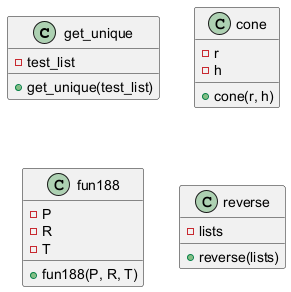 C get_unique
test_list
get_unique(test_list)
C cone
r
h
cone(r, h)
C fun188
P
R
T
fun188(P, R, T)
C reverse
lists
reverse(lists)